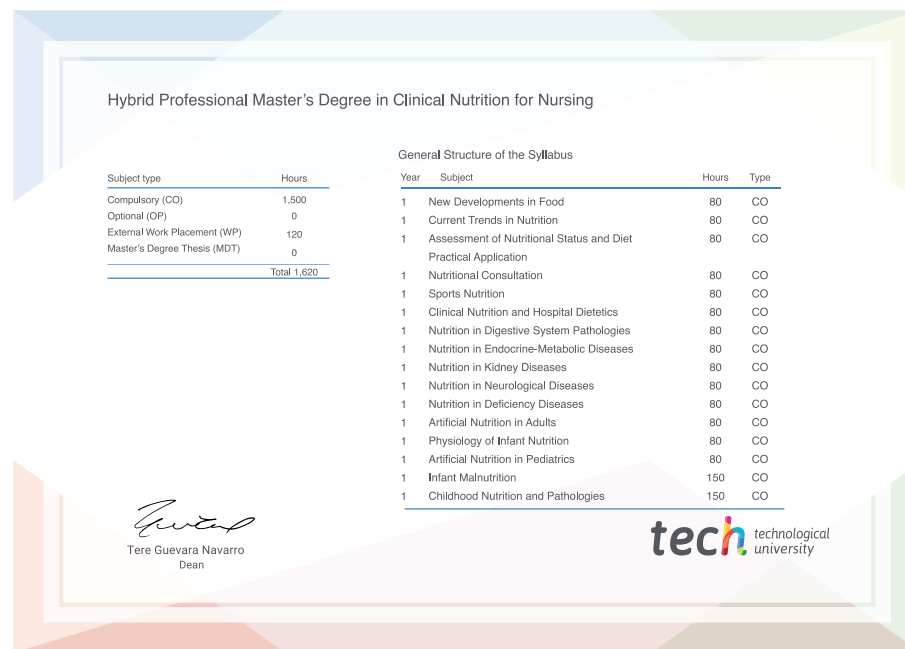 Hybrid Professional Master's Degree in Clinical Nutrition for Nursing
Subject type Hours
Compulsory (CO) 1,500
Optional (OP) 0
External Work Placement (WP) 120
Master's Degree Thesis (MDT) 0
Total 1,620
General Structure of the Syllabus
Year Subject Hours Type
1 New Developments in Food 80 CO
1 Current Trends in Nutrition 80 CO
1 Assessment of Nutritional Status and Diet 80 CO
Practical Application
1 Nutritional Consultation 80 CO
1 Sports Nutrition 80 CO
1 Clinical Nutrition and Hospital Dietetics 80 CO
1 Nutrition in Digestive System Pathologies 80 CO
1 Nutrition in Endocrine-Metabolic Diseases 80 CO
1 Nutrition in Kidney Diseases 80 CO
1 Nutrition in Neurological Diseases 80 CO
1 Nutrition in Deficiency Diseases 80 CO
1 Artificial Nutrition in Adults 80 CO
1 Physiology of Infant Nutrition 80 CO
1 Artificial Nutrition in Pediatrics 80 CO
1 Infant Malnutrition 150 CO
1 Childhood Nutrition and Pathologies 150 CO
Tere Guevara Navarro
Dean
tech technological
university